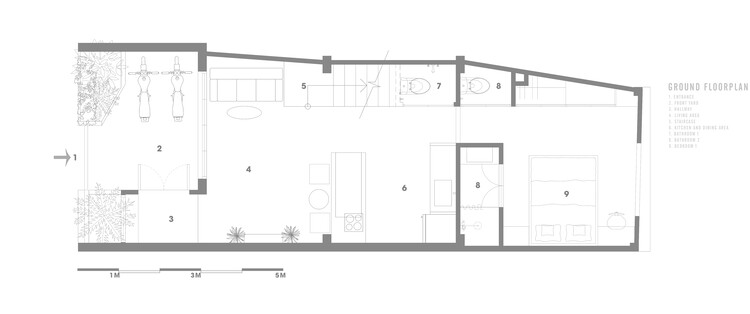 GROUND FLOORPLAN
1. ENTRANCE
2. FRONT YARD
3. HALLWAY
4. LIVING AREA
5. STAIRCASE
6. KITCHEN AND DINING AREA
7. BATHROOM 1
8. BATHROOM 2
9. BEDROOM 1
1
2
3
4
5
6
7
8
8
9
1M
3M
5M